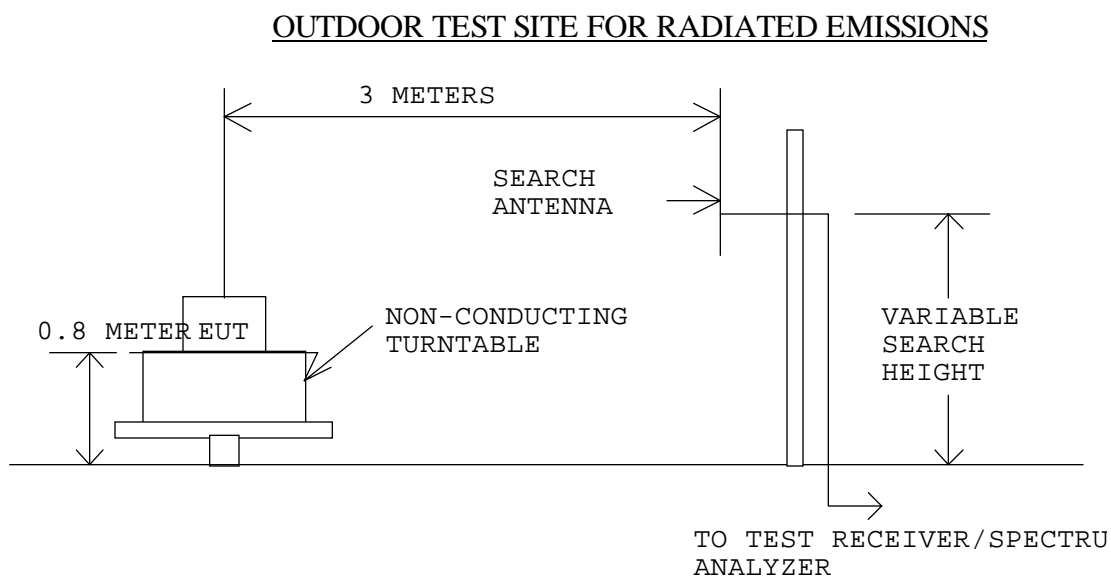 OUTDOOR TEST SITE FOR RADIATED EMISSIONS
3 METERS
SEARCH
ANTENNA
0.8 METER EUT
NON-CONDUCTING
TURNTABLE
VARIABLE
SEARCH
HEIGHT
TO TEST RECEIVER/SPECTRU
ANALYZER